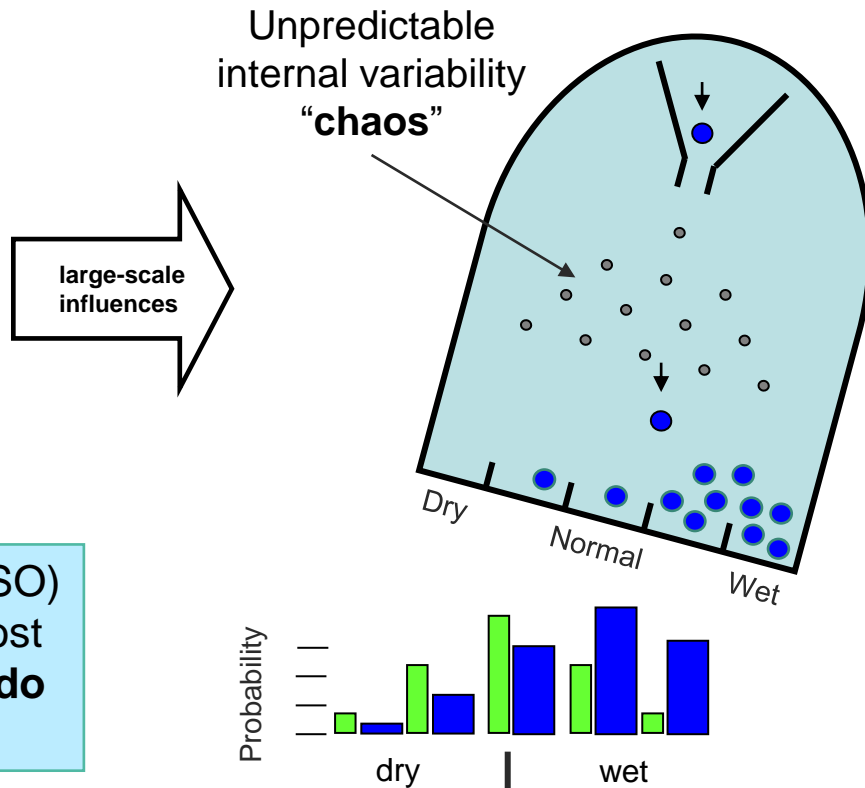 Unpredictable
internal variability
“chaos”
large-scale
influences
Dry
Normal
Wet
SO)
ost
do
Probability
dry
wet